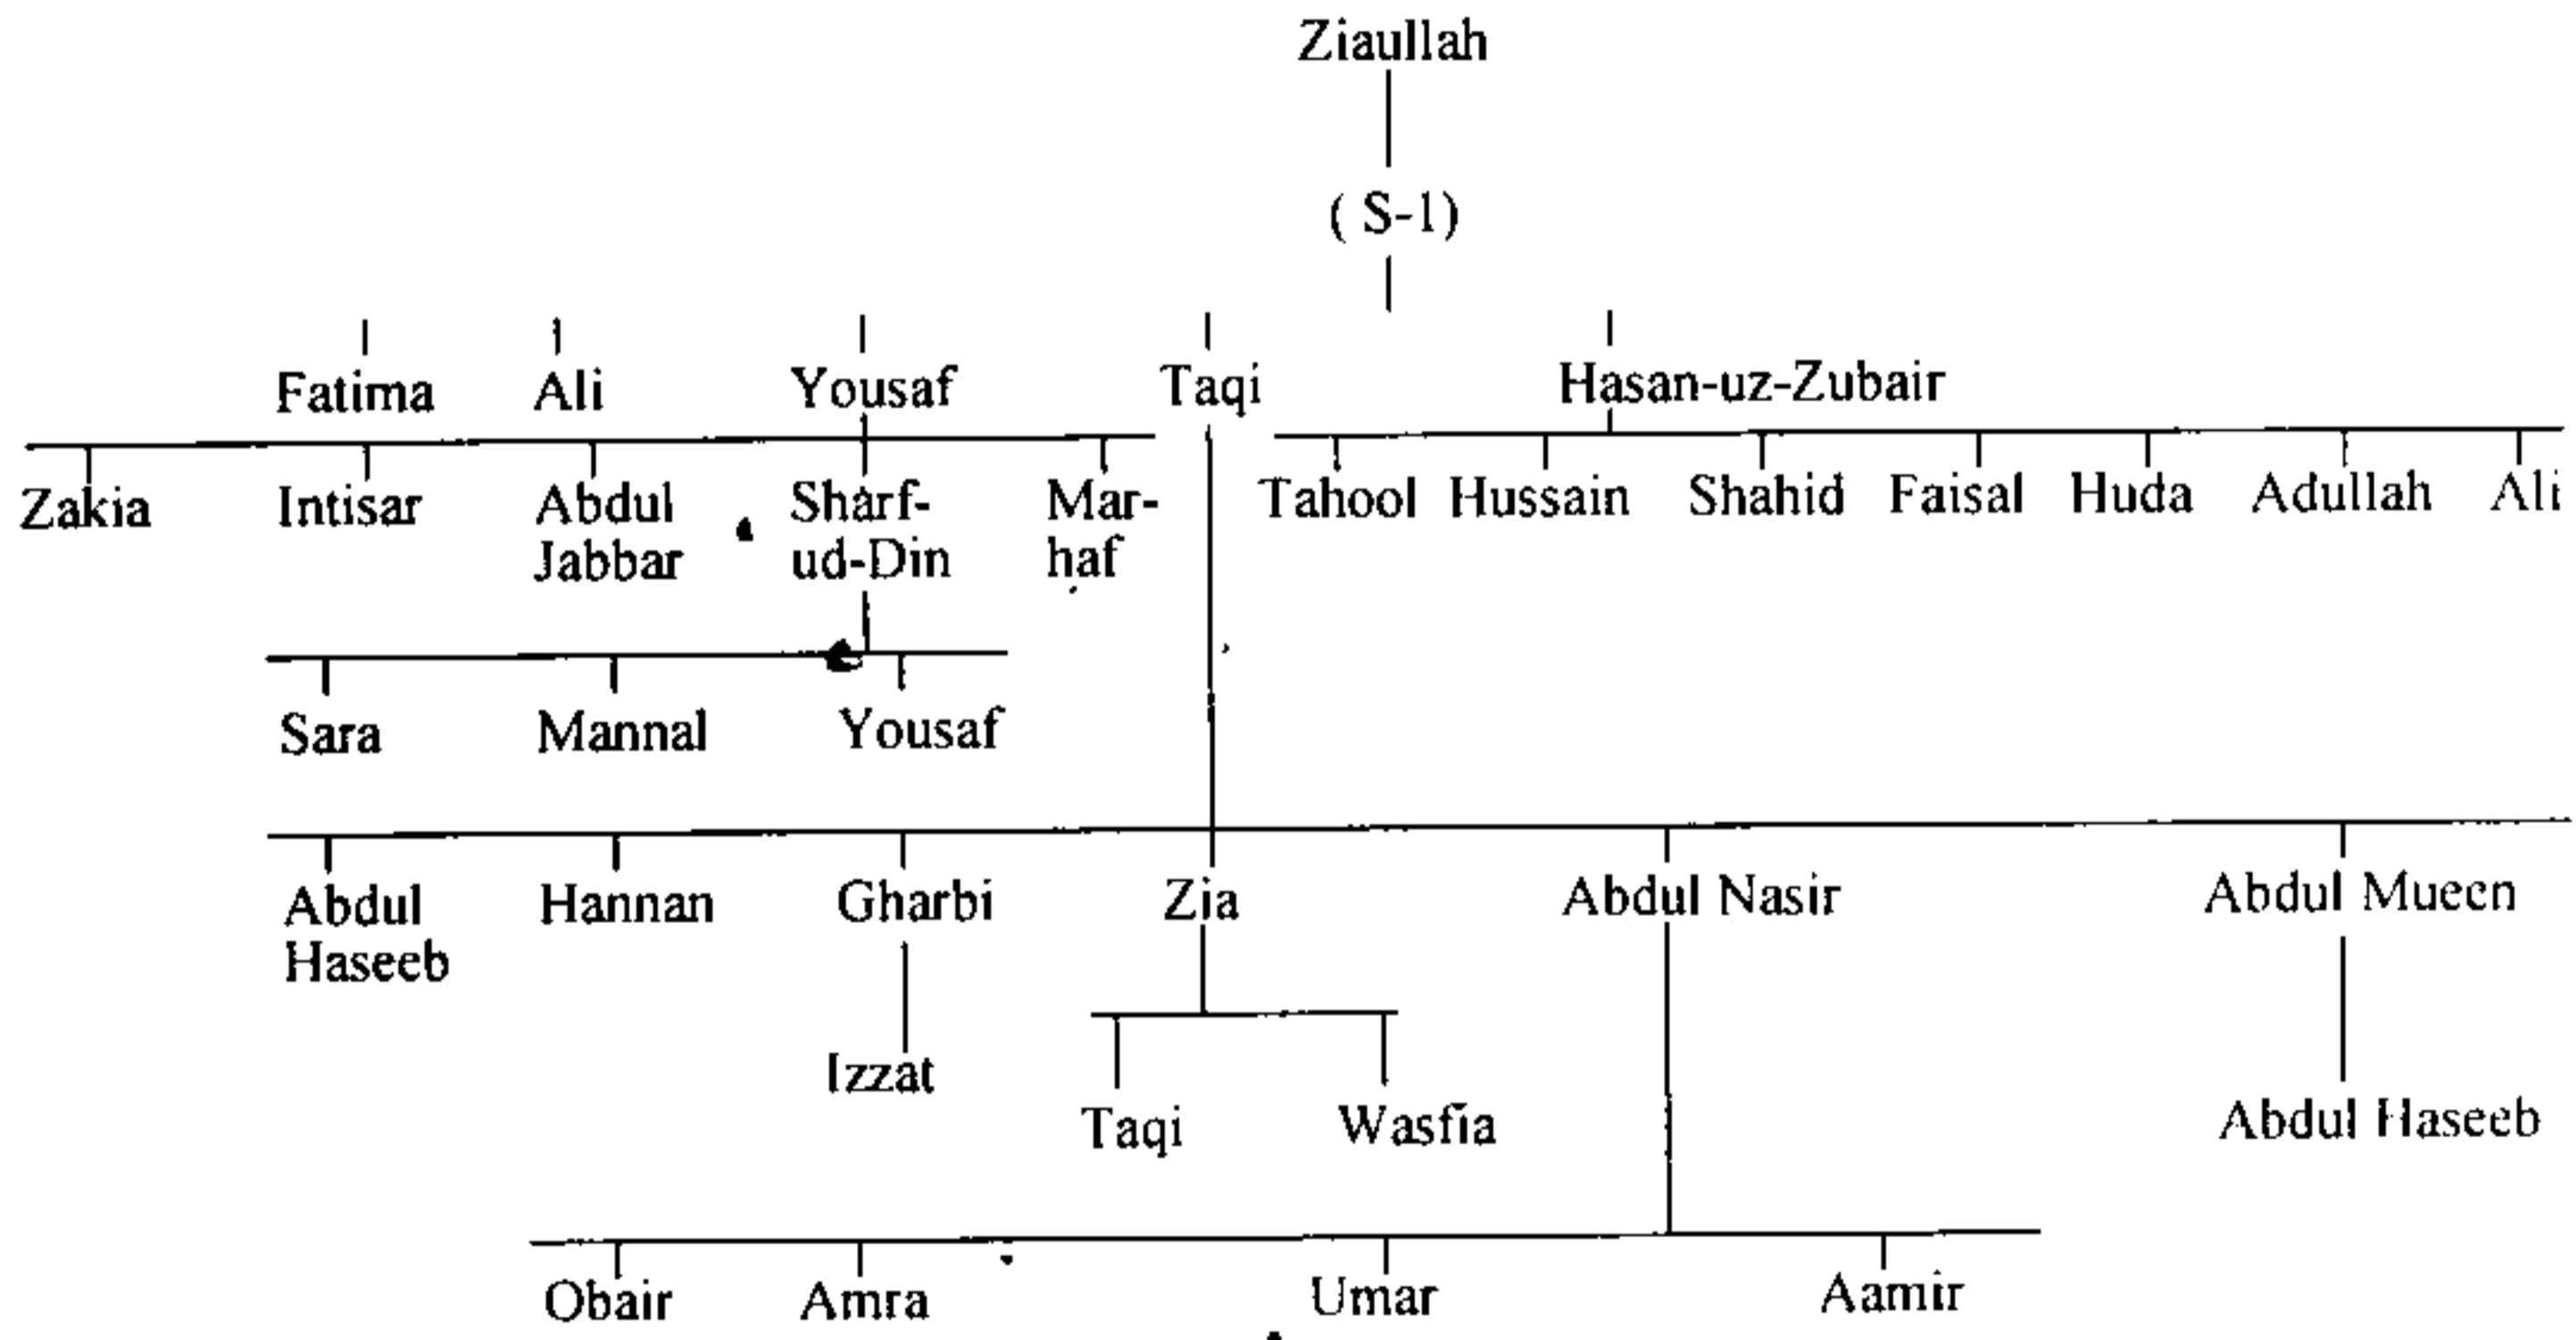 Ziaullah
( S-1)
Fatima Ali Yousaf Taqi Hasan-uz-Zubair
Zakia Intisar Abdul Sharf- Mar- Tahool Hussain Shahid Faisal Huda Adullah Ali
Jabbar ud-Din haf
Sara Mannal Yousaf
Abdul Hannan Gharbi Zia Abdul Nasir Abdul Mueen
Haseeb
Izzat
Taqi Wasfia Abdul Haseeb
Obair Amra Umar Aamir